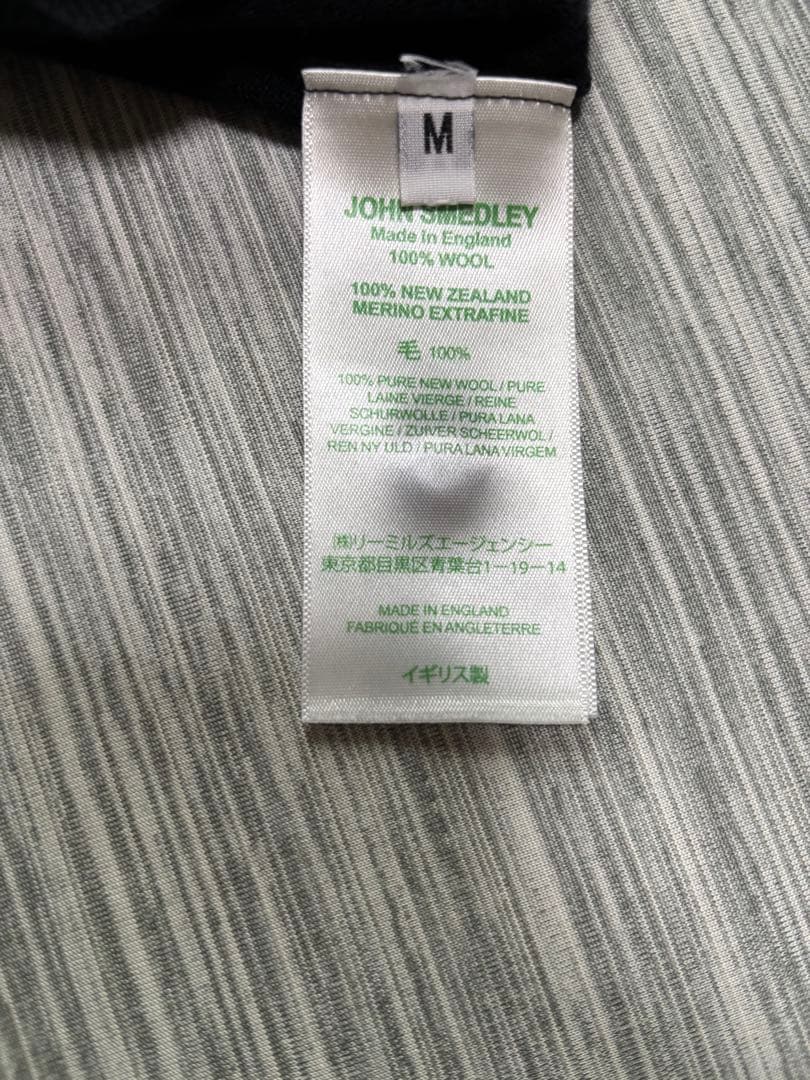 M
JOHN SMEDLEY
Made In England
100% WOOL
100% NEW ZEALAND
MERINO EXTRAFINE
毛 100%
100% PURE NEW WOOL / PURE
LAINE VIERGE / REINE
SCHURWOLLE / PURA LANA
VERGINE / ZUIVER SCHEERWOL /
REN NY ULD / PURA LANA VIRGEM
㈱リーミルズエージェンシー
東京都目黒区青葉台1-19-14
MADE IN ENGLAND
FABRIQUÉ EN ANGLETERRE
イギリス製